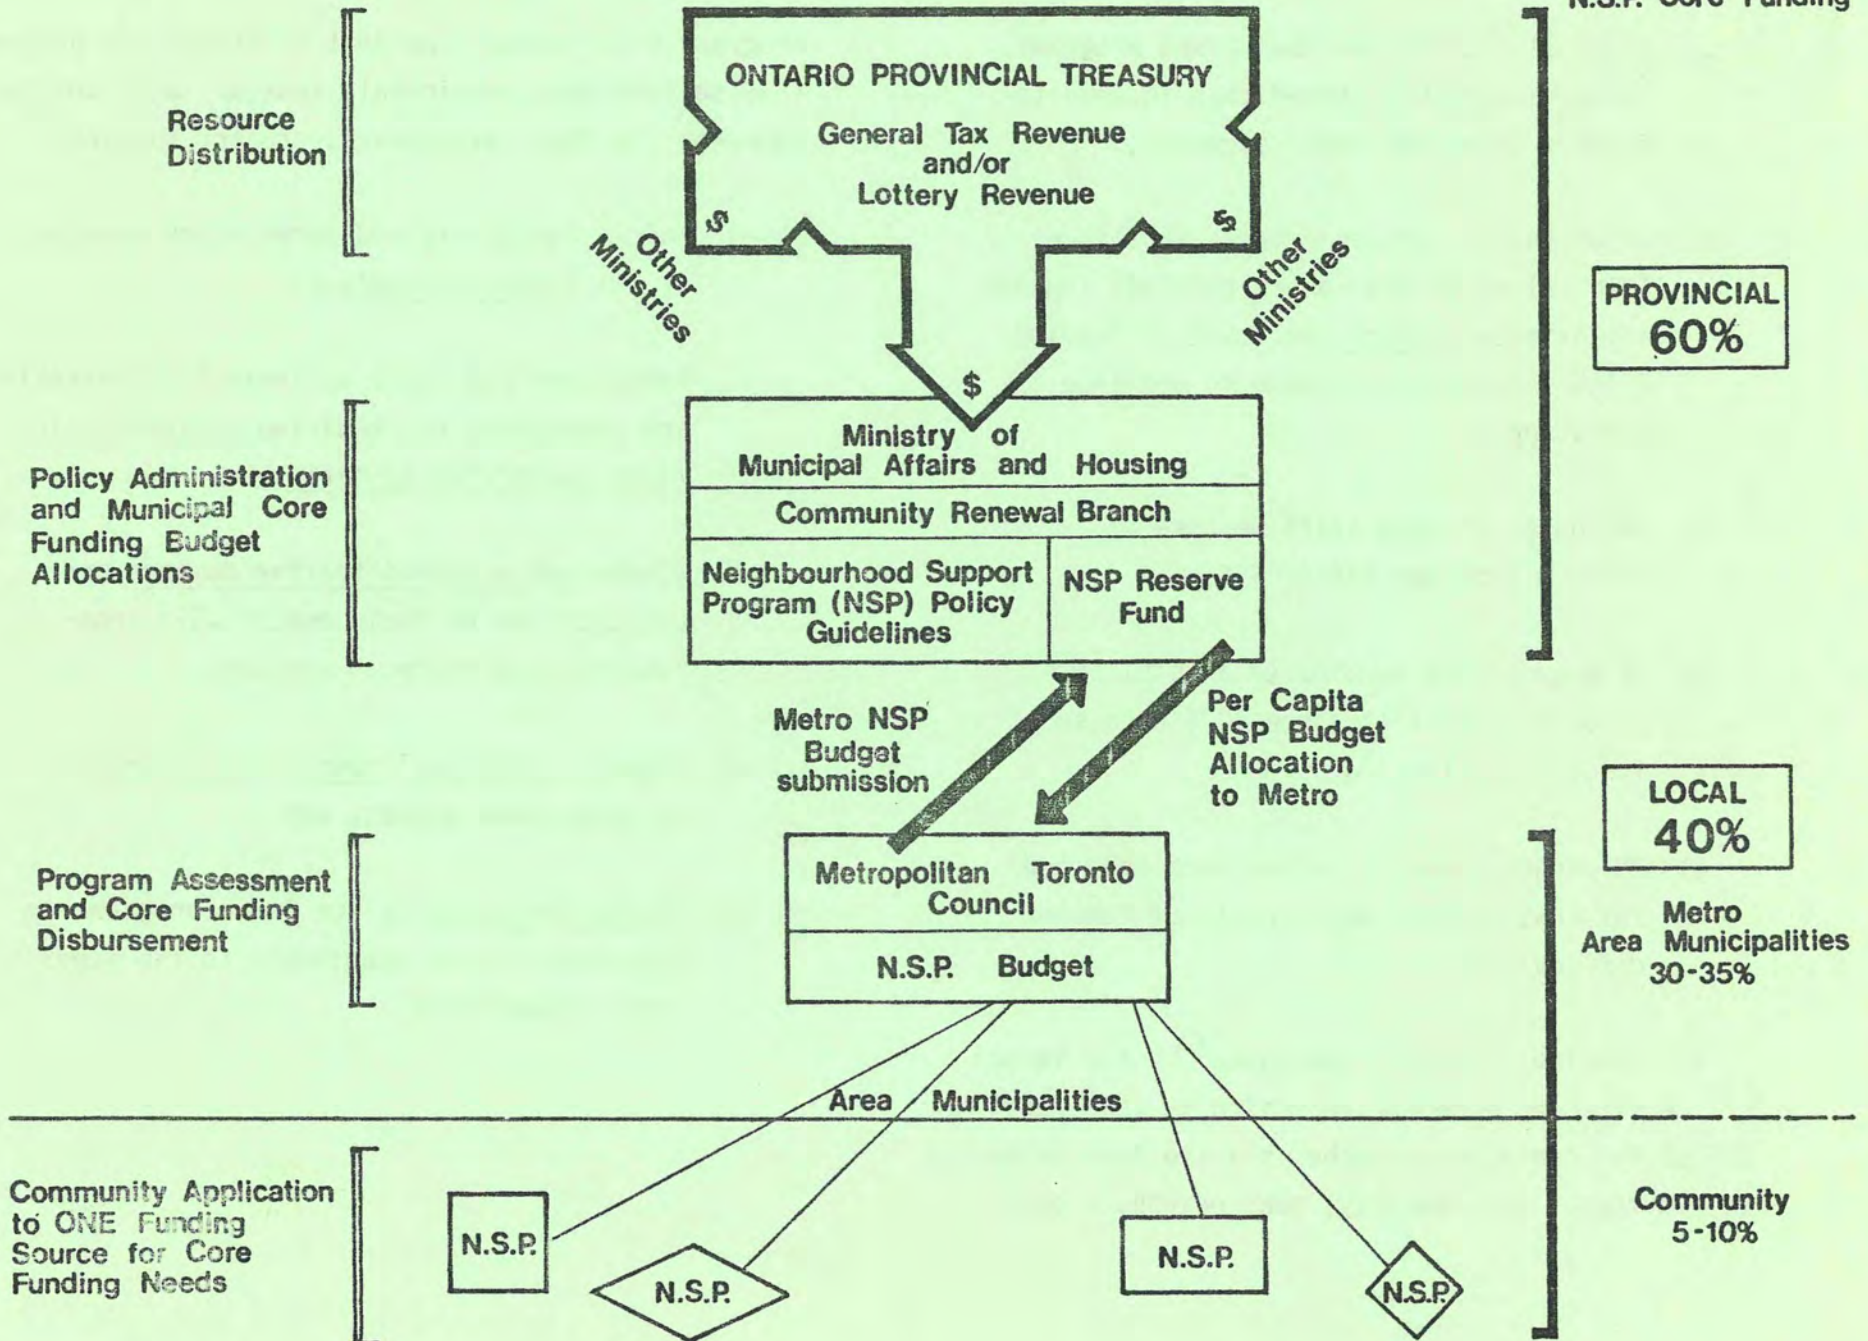 N.S.P. Core Funding
Resource
Distribution
ONTARIO PROVINCIAL TREASURY
General Tax Revenue
and/or
Lottery Revenue
$
$
Other
Ministries
Other
Ministries
$
PROVINCIAL
60%
Policy Administration
and Municipal Core
Funding Budget
Allocations
Ministry of
Municipal Affairs and Housing
Community Renewal Branch
Neighbourhood Support
Program (NSP) Policy
Guidelines
NSP Reserve
Fund
Metro NSP
Budget
submission
Per Capita
NSP Budget
Allocation
to Metro
LOCAL
40%
Program Assessment
and Core Funding
Disbursement
Metropolitan Toronto
Council
N.S.P. Budget
Metro
Area Municipalities
30-35%
Area Municipalities
Community Application
to ONE Funding
Source for Core
Funding Needs
N.S.P.
N.S.P.
N.S.P.
N.S.P.
Community
5-10%